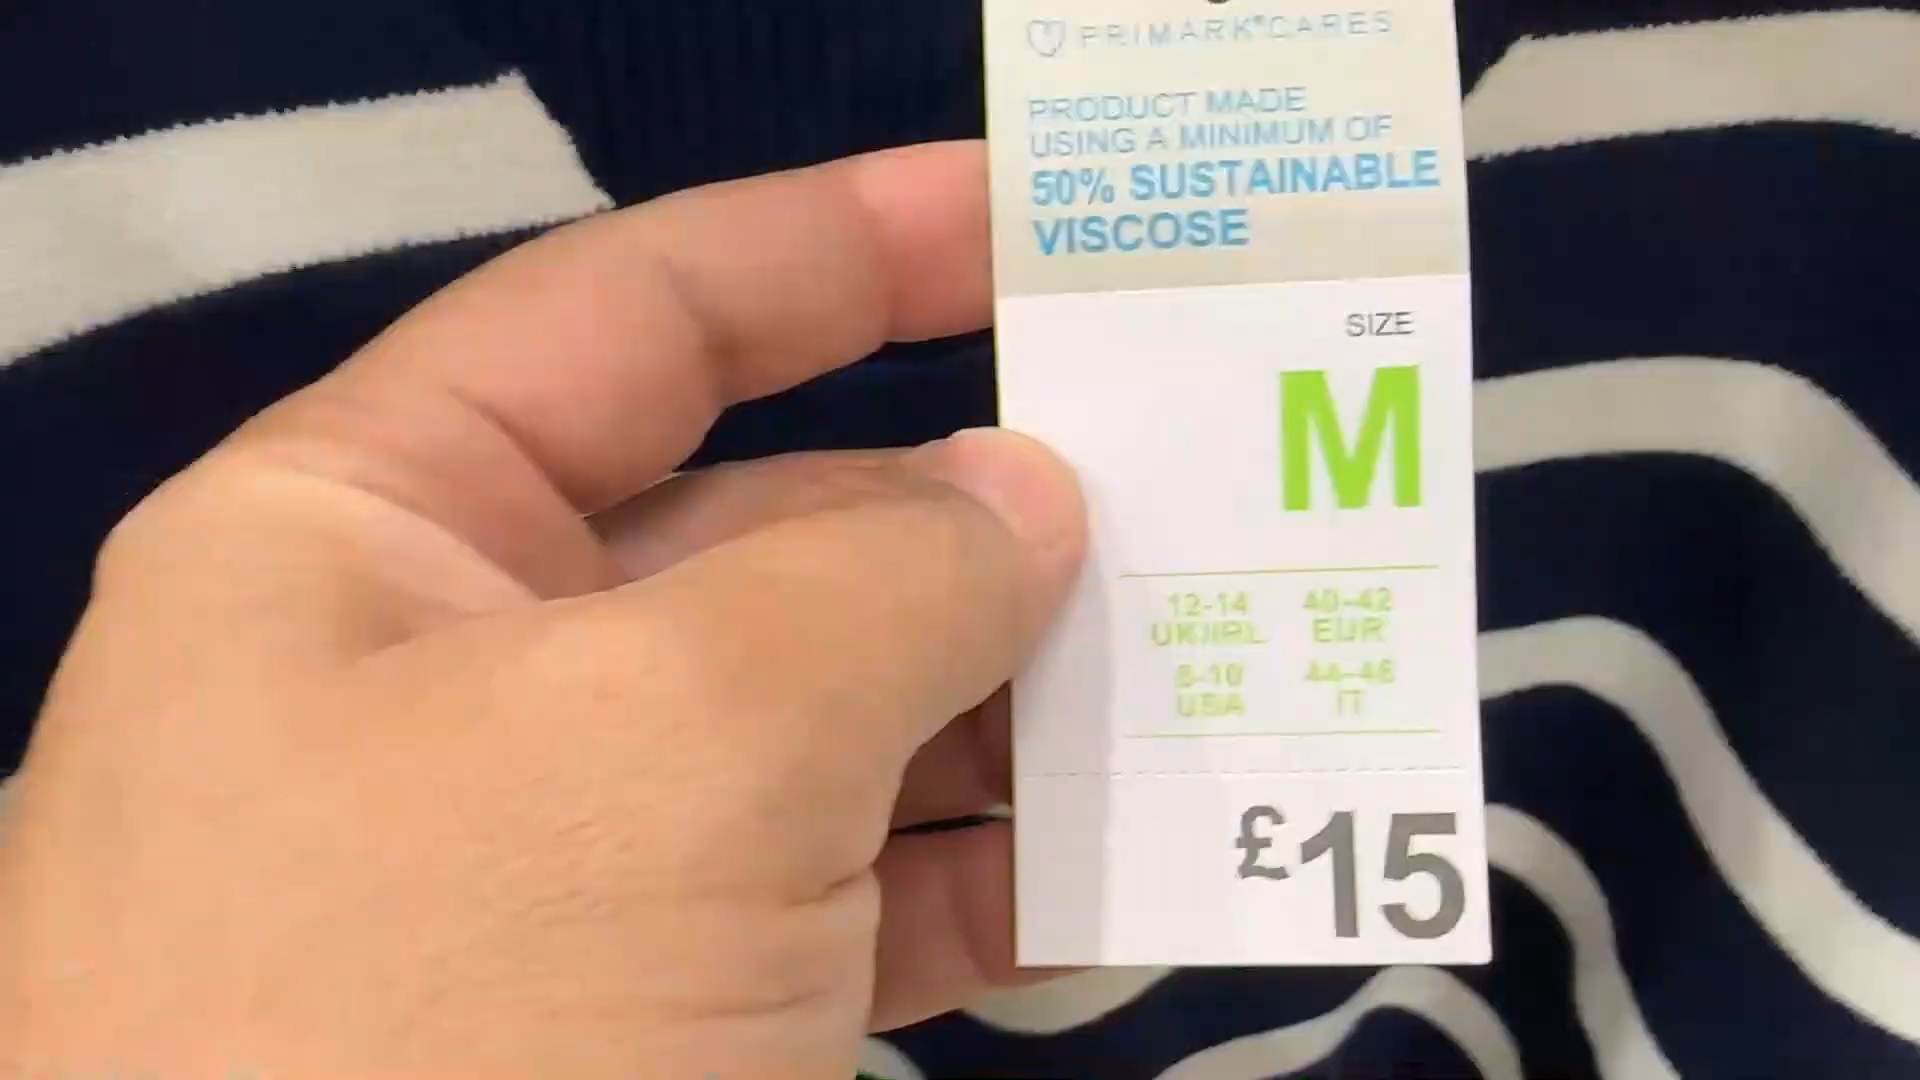 PRIMARK®CARES
PRODUCT MADE
USING A MINIMUM OF
50% SUSTAINABLE
VISCOSE
SIZE
M
12-14 40-42
UK/IRL EUR
8-10 44-46
USA IT
£15